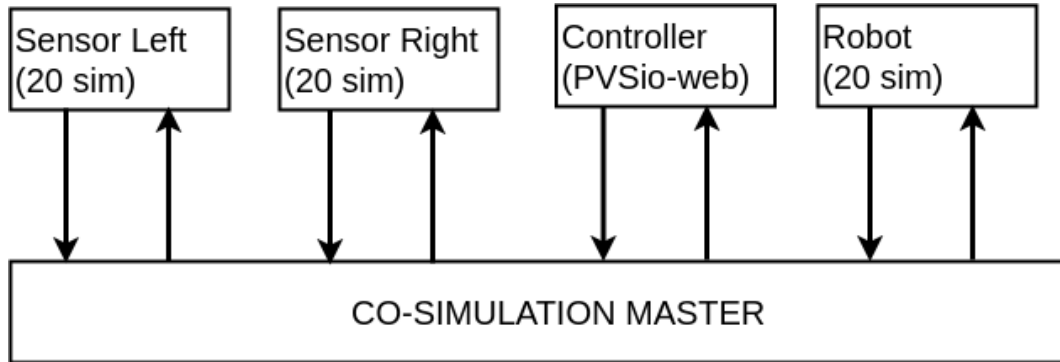 Sensor Left
(20 sim)
Sensor Right
(20 sim)
Controller
(PVSio-web)
Robot
(20 sim)
CO-SIMULATION MASTER